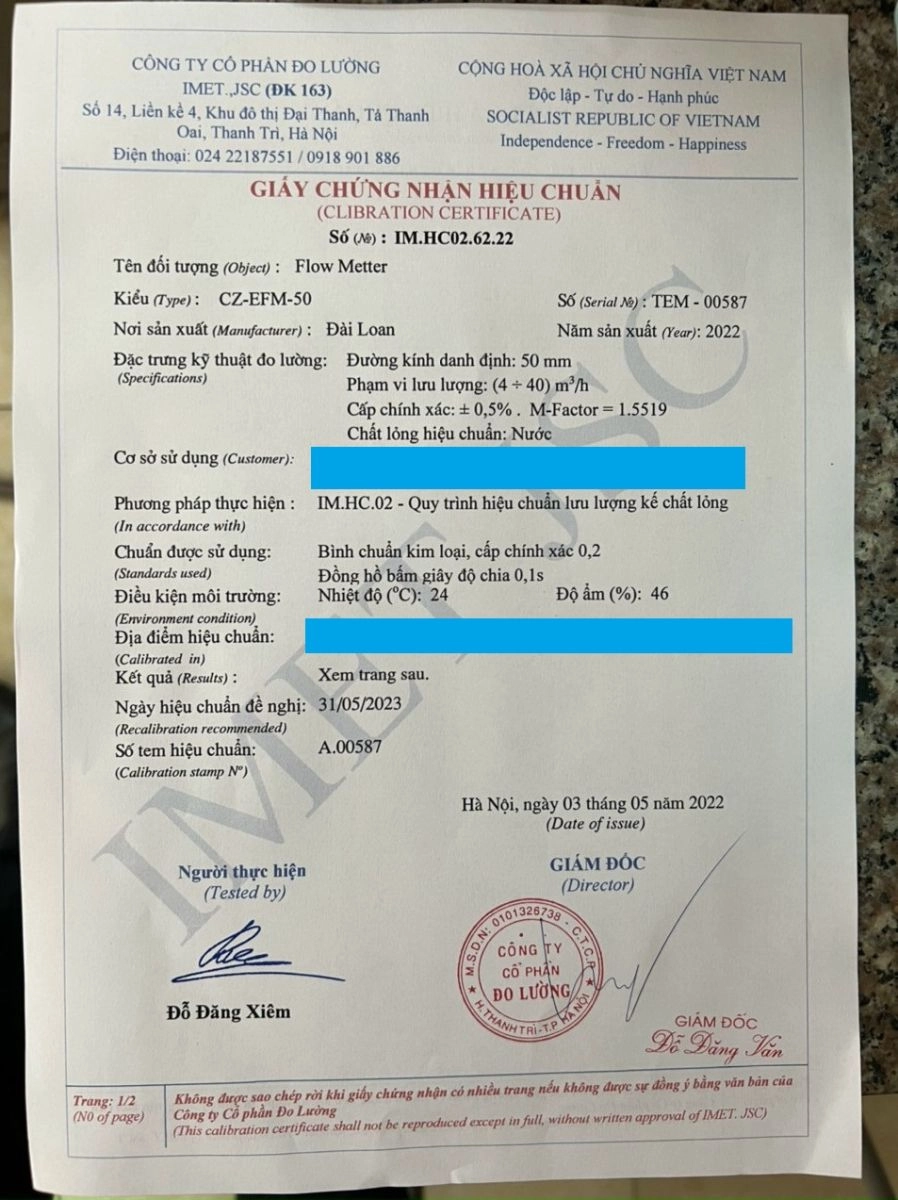 CÔNG TY CỔ PHẦN ĐO LƯỜNG
IMET.,JSC (ĐK 163)
Số 14, Liền kề 4, Khu đô thị Đại Thanh, Tả Thanh
Oai, Thanh Trì, Hà Nội
Điện thoại: 024 22187551 / 0918 901 886
CỘNG HOÀ XÃ HỘI CHỦ NGHĨA VIỆT NAM
Độc lập - Tự do - Hạnh phúc
SOCIALIST REPUBLIC OF VIETNAM
Independence - Freedom - Happiness
GIẤY CHỨNG NHẬN HIỆU CHUẨN
(CLIBRATION CERTIFICATE)
Số (№) : IM.HC02.62.22
Tên đối tượng (Object) : Flow Metter
Kiểu (Type) : CZ-EFM-50 Số (Serial №) : TEM - 00587
Nơi sản xuất (Manufacturer) : Đài Loan Năm sản xuất (Year): 2022
Đặc trưng kỹ thuật đo lường: Đường kính danh định: 50 mm
(Specifications)
Phạm vi lưu lượng: (4 ÷ 40) m³/h
Cấp chính xác: ± 0,5% . M-Factor = 1.5519
Chất lỏng hiệu chuẩn: Nước
Cơ sở sử dụng (Customer):
Phương pháp thực hiện : IM.HC.02 - Quy trình hiệu chuẩn lưu lượng kế chất lỏng
(In accordance with)
Chuẩn được sử dụng: Bình chuẩn kim loại, cấp chính xác 0,2
(Standards used) Đồng hồ bấm giây độ chia 0,1s
Điều kiện môi trường: Nhiệt độ (ºC): 24 Độ ẩm (%): 46
(Environment condition)
Địa điểm hiệu chuẩn:
(Calibrated in)
Kết quả (Results) : Xem trang sau.
Ngày hiệu chuẩn đề nghị: 31/05/2023
(Recalibration recommended)
Số tem hiệu chuẩn: A.00587
(Calibration stamp Nº)
Hà Nội, ngày 03 tháng 05 năm 2022
(Date of issue)
Người thực hiện
(Tested by)
Đỗ Đăng Xiêm
GIÁM ĐỐC
(Director)
M.S.D.N: 0101326738 - C.T.C.P
CÔNG TY
CỔ PHẦN
ĐO LƯỜNG
H.THANH TRÌ-T.P HÀ NỘI
GIÁM ĐỐC
Đỗ Đăng Văn
Trang: 1/2
(N0 of page)
Không được sao chép rời khi giấy chứng nhận có nhiều trang nếu không được sự đồng ý bằng văn bản của
Công ty Cổ phần Đo Lường
(This calibration certificate shall not be reproduced except in full, without written approval of IMET. JSC)
IMET JSC